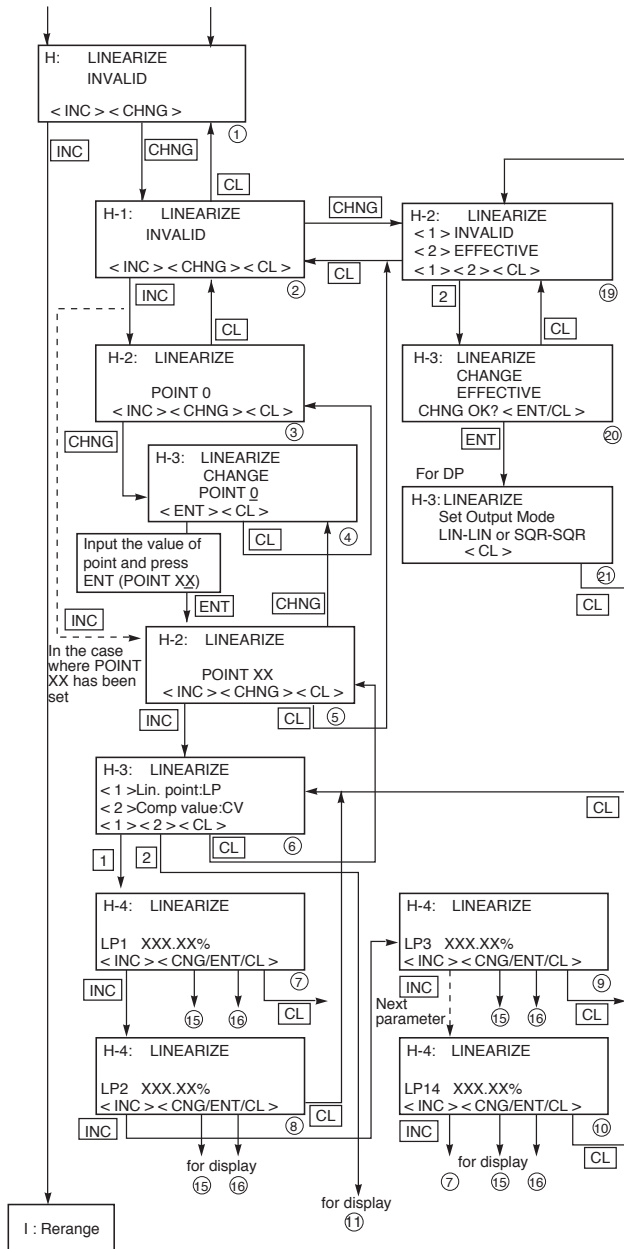 H: LINEARIZE
INVALID
< INC > < CHNG >
①
INC
CHNG
CL
H-1: LINEARIZE
INVALID
< INC > < CHNG > < CL >
②
CHNG
CL
H-2: LINEARIZE
< 1 > INVALID
< 2 > EFFECTIVE
< 1 > < 2 > < CL >
⑲
INC
CL
2
CL
H-2: LINEARIZE
POINT 0
< INC > < CHNG > < CL >
③
H-3: LINEARIZE
CHANGE
EFFECTIVE
CHNG OK? < ENT/CL >
⑳
CHNG
ENT
H-3: LINEARIZE
CHANGE
POINT 0
< ENT > < CL >
④
CL
For DP
H-3: LINEARIZE
Set Output Mode
LIN-LIN or SQR-SQR
< CL >
㉑
CL
Input the value of
point and press
ENT (POINT XX)
ENT
CHNG
INC
In the case
where POINT
XX has been
set
H-2: LINEARIZE
POINT XX
< INC > < CHNG > < CL >
⑤
INC
CL
H-3: LINEARIZE
< 1 >Lin. point:LP
< 2 >Comp value:CV
< 1 > < 2 > < CL >
⑥
CL
1
2
CL
H-4: LINEARIZE
LP1 XXX.XX%
< INC > < CNG/ENT/CL >
⑦
INC
⑮
⑯
CL
H-4: LINEARIZE
LP3 XXX.XX%
< INC > < CNG/ENT/CL >
⑨
INC
Next
parameter
⑮
⑯
CL
H-4: LINEARIZE
LP2 XXX.XX%
< INC > < CNG/ENT/CL >
⑧
INC
CL
for display
⑮
⑯
H-4: LINEARIZE
LP14 XXX.XX%
< INC > < CNG/ENT/CL >
⑩
INC
CL
for display
⑦
⑮
⑯
for display
⑪
I : Rerange